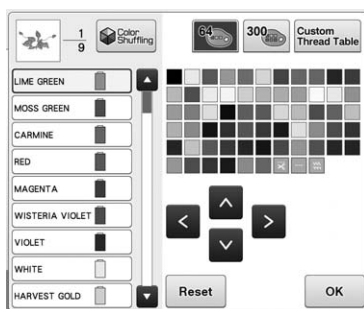 1
9
Color
Shuffling
64
300
Custom
Thread Table
LIME GREEN
MOSS GREEN
CARMINE
RED
MAGENTA
WISTERIA VIOLET
VIOLET
WHITE
HARVEST GOLD
Reset
OK